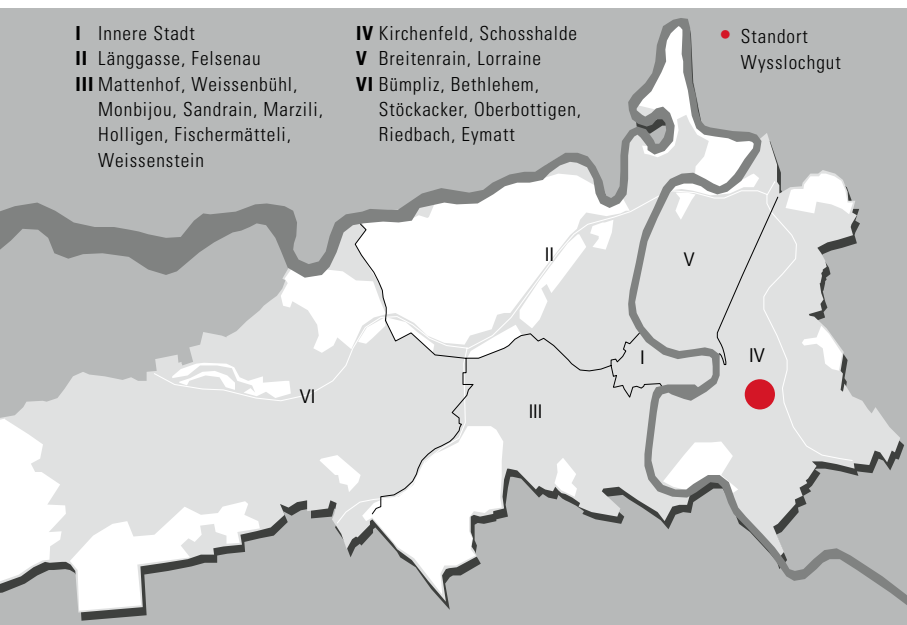 I Innere Stadt
II Länggasse, Felsenau
III Mattenhof, Weissenbühl,
Monbijou, Sandrain, Marzili,
Holligen, Fischermätteli,
Weissenstein
IV Kirchenfeld, Schosshalde
V Breitenrain, Lorraine
VI Bümpliz, Bethlehem,
Stöckacker, Oberbottigen,
Riedbach, Eymatt
Standort
Wysslochgut
II
V
I
IV
VI
III